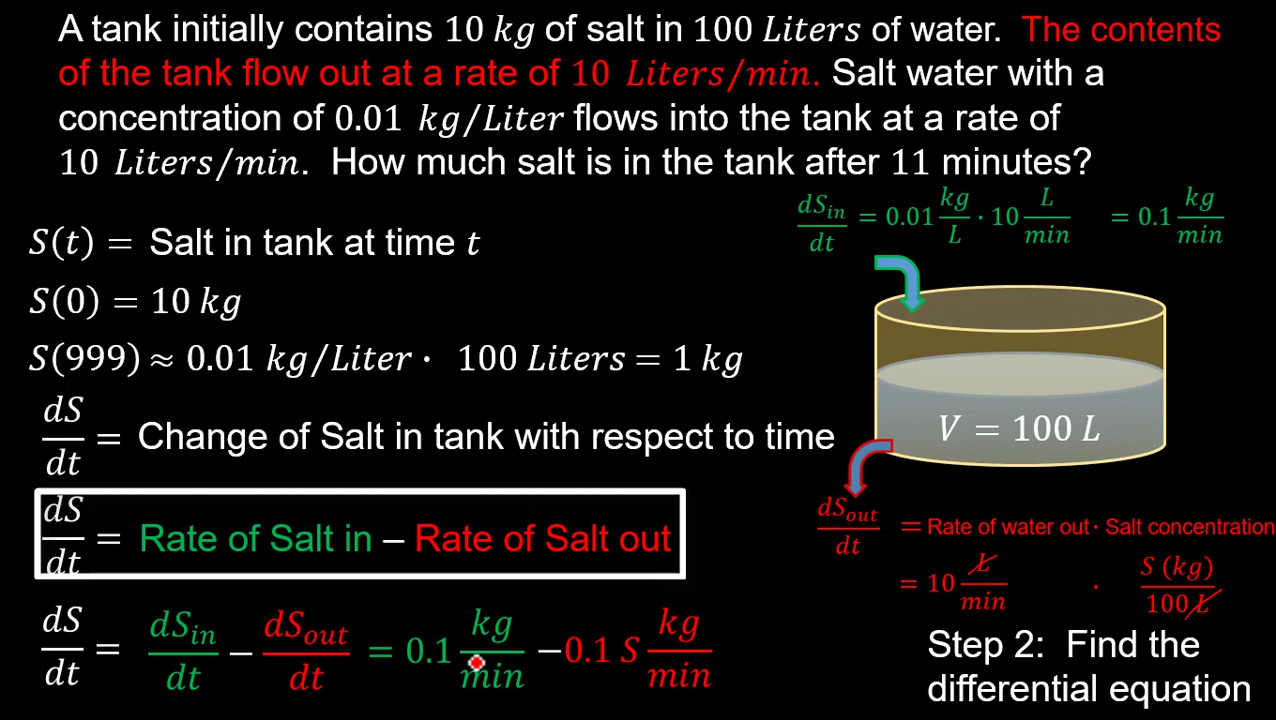 A tank initially contains 10 kg of salt in 100 Liters of water. The contents
of the tank flow out at a rate of 10 Liters/min. Salt water with a
concentration of 0.01 kg/Liter flows into the tank at a rate of
10 Liters/min. How much salt is in the tank after 11 minutes?
dS_in/dt = 0.01 kg/L · 10 L/min = 0.1 kg/min
S(t) = Salt in tank at time t
S(0) = 10 kg
S(999) ≈ 0.01 kg/Liter · 100 Liters = 1 kg
dS/dt = Change of Salt in tank with respect to time
V = 100 L
dS/dt = Rate of Salt in – Rate of Salt out
dS_out/dt = Rate of water out · Salt concentration
= 10 L/min · S (kg)/100 L
dS/dt = dS_in/dt − dS_out/dt = 0.1 kg/min −0.1 S kg/min
Step 2: Find the
differential equation